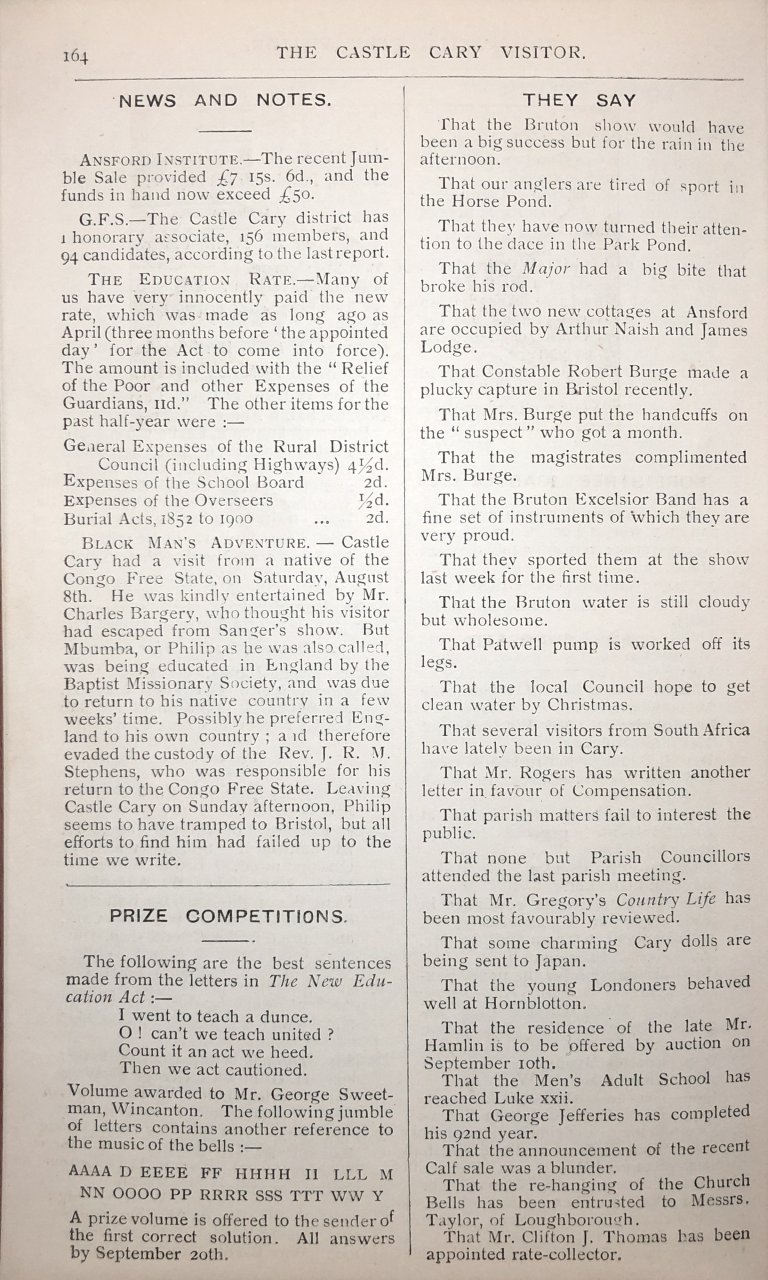 164
THE CASTLE CARY VISITOR.
NEWS AND NOTES.
ANSFORD INSTITUTE.—The recent Jum-
ble Sale provided £7 15s. 6d., and the
funds in hand now exceed £50.
G.F.S.—The Castle Cary district has
1 honorary associate, 156 members, and
94 candidates, according to the last report.
THE EDUCATION RATE.—Many of
us have very innocently paid the new
rate, which was made as long ago as
April (three months before ‘the appointed
day’ for the Act to come into force).
The amount is included with the “Relief
of the Poor and other Expenses of the
Guardians, 11d.” The other items for the
past half-year were :—
General Expenses of the Rural District
Council (including Highways) 4½d.
Expenses of the School Board 2d.
Expenses of the Overseers ½d.
Burial Acts, 1852 to 1900 ... 2d.
BLACK MAN'S ADVENTURE. — Castle
Cary had a visit from a native of the
Congo Free State, on Saturday, August
8th. He was kindly entertained by Mr.
Charles Bargery, who thought his visitor
had escaped from Sanger's show. But
Mbumba, or Philip as he was also called,
was being educated in England by the
Baptist Missionary Society, and was due
to return to his native country in a few
weeks' time. Possibly he preferred Eng-
land to his own country ; and therefore
evaded the custody of the Rev. J. R. M.
Stephens, who was responsible for his
return to the Congo Free State. Leaving
Castle Cary on Sunday afternoon, Philip
seems to have tramped to Bristol, but all
efforts to find him had failed up to the
time we write.
PRIZE COMPETITIONS.
The following are the best sentences
made from the letters in The New Edu-
cation Act :—
I went to teach a dunce.
O ! can't we teach united ?
Count it an act we heed.
Then we act cautioned.
Volume awarded to Mr. George Sweet-
man, Wincanton. The following jumble
of letters contains another reference to
the music of the bells :—
AAAA D EEEE FF HHHH II LLL M
NN OOOO PP RRRR SSS TTT WW Y
A prize volume is offered to the sender of
the first correct solution. All answers
by September 20th.
THEY SAY
That the Bruton show would have
been a big success but for the rain in the
afternoon.
That our anglers are tired of sport in
the Horse Pond.
That they have now turned their atten-
tion to the dace in the Park Pond.
That the Major had a big bite that
broke his rod.
That the two new cottages at Ansford
are occupied by Arthur Naish and James
Lodge.
That Constable Robert Burge made a
plucky capture in Bristol recently.
That Mrs. Burge put the handcuffs on
the “suspect” who got a month.
That the magistrates complimented
Mrs. Burge.
That the Bruton Excelsior Band has a
fine set of instruments of which they are
very proud.
That they sported them at the show
last week for the first time.
That the Bruton water is still cloudy
but wholesome.
That Patwell pump is worked off its
legs.
That the local Council hope to get
clean water by Christmas.
That several visitors from South Africa
have lately been in Cary.
That Mr. Rogers has written another
letter in favour of Compensation.
That parish matters fail to interest the
public.
That none but Parish Councillors
attended the last parish meeting.
That Mr. Gregory's Country Life has
been most favourably reviewed.
That some charming Cary dolls are
being sent to Japan.
That the young Londoners behaved
well at Hornblotton.
That the residence of the late Mr.
Hamlin is to be offered by auction on
September 10th.
That the Men's Adult School has
reached Luke xxii.
That George Jefferies has completed
his 92nd year.
That the announcement of the recent
Calf sale was a blunder.
That the re-hanging of the Church
Bells has been entrusted to Messrs.
Taylor, of Loughborough.
That Mr. Clifton J. Thomas has been
appointed rate-collector.